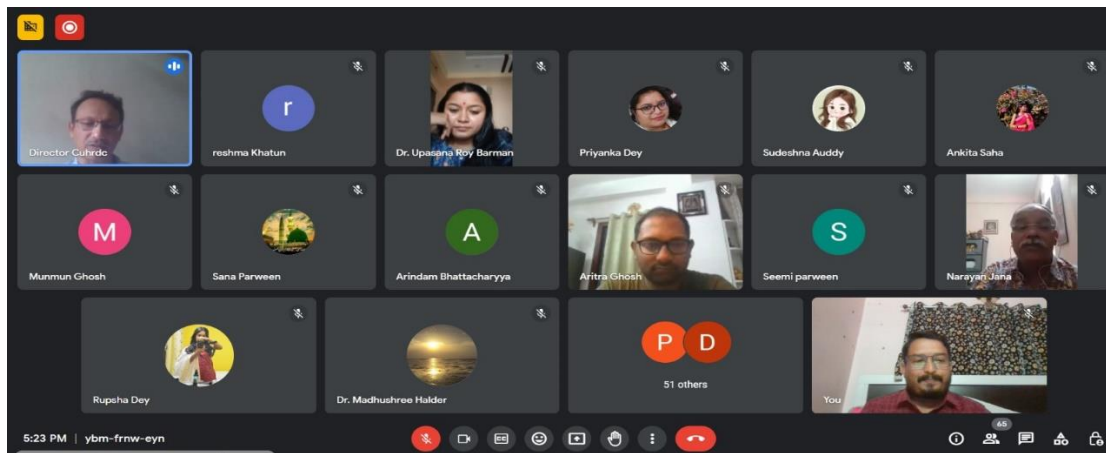 Director Cuhrdc
r
reshma Khatun
Dr. Upasana Roy Barman
Priyanka Dey
Sudeshna Auddy
Ankita Saha
M
Munmun Ghosh
Sana Parween
A
Arindam Bhattacharyya
Aritra Ghosh
S
Seemi parween
Narayan Jana
Rupsha Dey
Dr. Madhushree Halder
P D
51 others
You
5:23 PM | ybm-frnw-eyn
CC
65